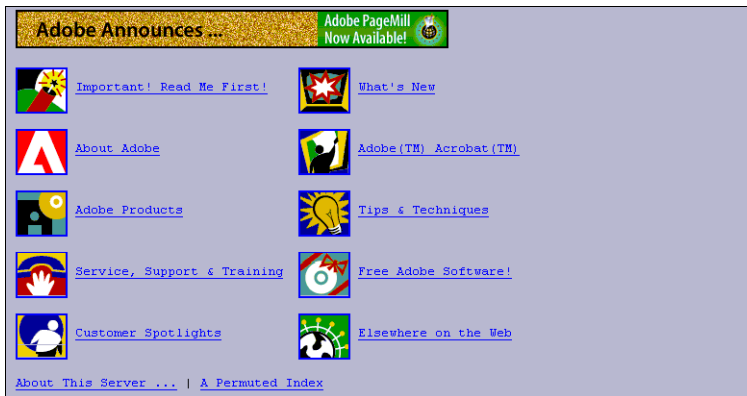 Adobe Announces ...
Adobe PageMill
Now Available!
Important! Read Me First!
What's New
About Adobe
Adobe(TM) Acrobat(TM)
Adobe Products
Tips & Techniques
Service, Support & Training
Free Adobe Software!
Customer Spotlights
Elsewhere on the Web
About This Server ... | A Permuted Index